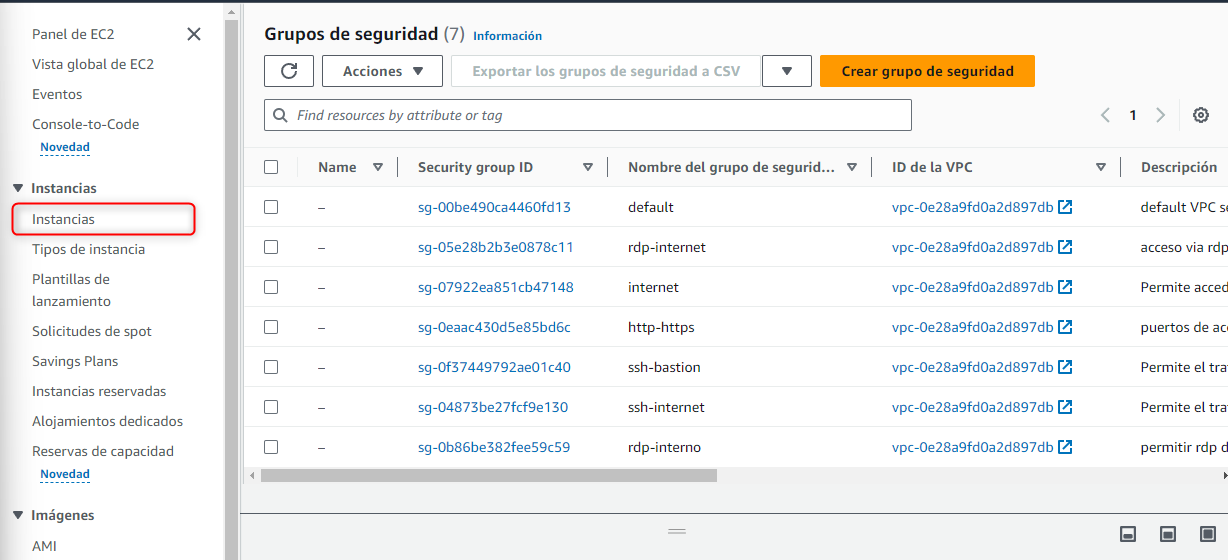 Panel de EC2
Vista global de EC2
Eventos
Console-to-Code
Novedad
Instancias
Instancias
Tipos de instancia
Plantillas de
lanzamiento
Solicitudes de spot
Savings Plans
Instancias reservadas
Alojamientos dedicados
Reservas de capacidad
Novedad
Imágenes
AMI
Grupos de seguridad (7) Información
Acciones Exportar los grupos de seguridad a CSV Crear grupo de seguridad
Find resources by attribute or tag 1
Name Security group ID Nombre del grupo de segurid... ID de la VPC Descripción
– sg-00be490ca4460fd13 default vpc-0e28a9fd0a2d897db default VPC se
– sg-05e28b2b3e0878c11 rdp-internet vpc-0e28a9fd0a2d897db acceso via rdp
– sg-07922ea851cb47148 internet vpc-0e28a9fd0a2d897db Permite acced
– sg-0eaac430d5e85bd6c http-https vpc-0e28a9fd0a2d897db puertos de acc
– sg-0f37449792ae01c40 ssh-bastion vpc-0e28a9fd0a2d897db Permite el tra
– sg-04873be27fcf9e130 ssh-internet vpc-0e28a9fd0a2d897db Permite el tra
– sg-0b86be382fee59c59 rdp-interno vpc-0e28a9fd0a2d897db permitir rdp d